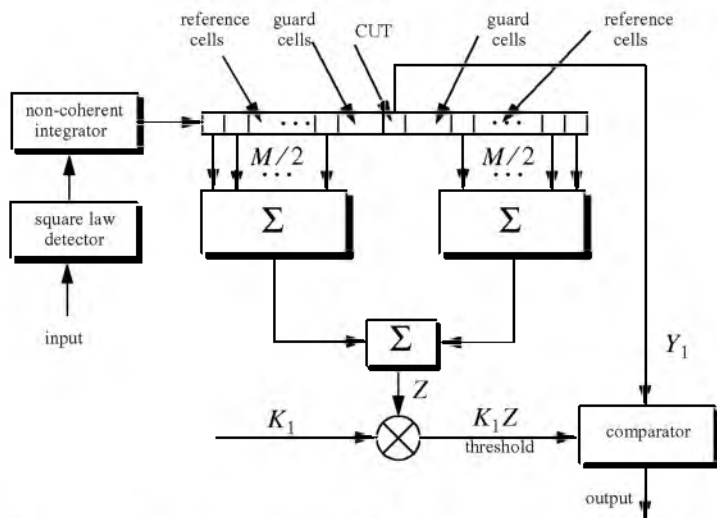 reference
cells
guard
cells
CUT
guard
cells
reference
cells
non-coherent
integrator
...
...
M/2
...
M/2
...
square law
detector
Σ
Σ
input
Σ
Y₁
Z
K₁
K₁Z
threshold
comparator
output